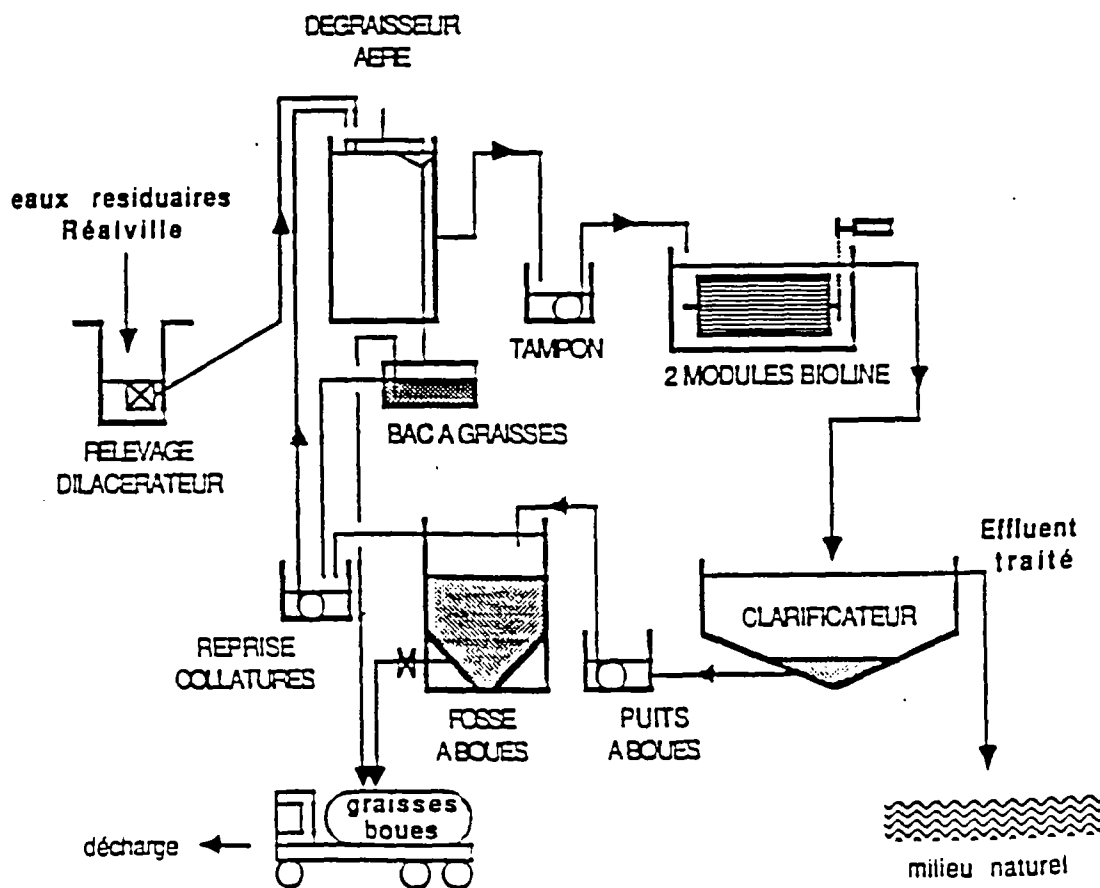 DEGRAISSEUR
AERE
eaux residuaires
Réalville
TAMPON
2 MODULES BIOLINE
BAC A GRAISSES
RELEVAGE
DILACERATEUR
Effluent
traité
CLARIFICATEUR
REPRISE
COLLATURES
FOSSE
A BOUES
PUITS
A BOUES
graisses
boues
décharge
milieu naturel